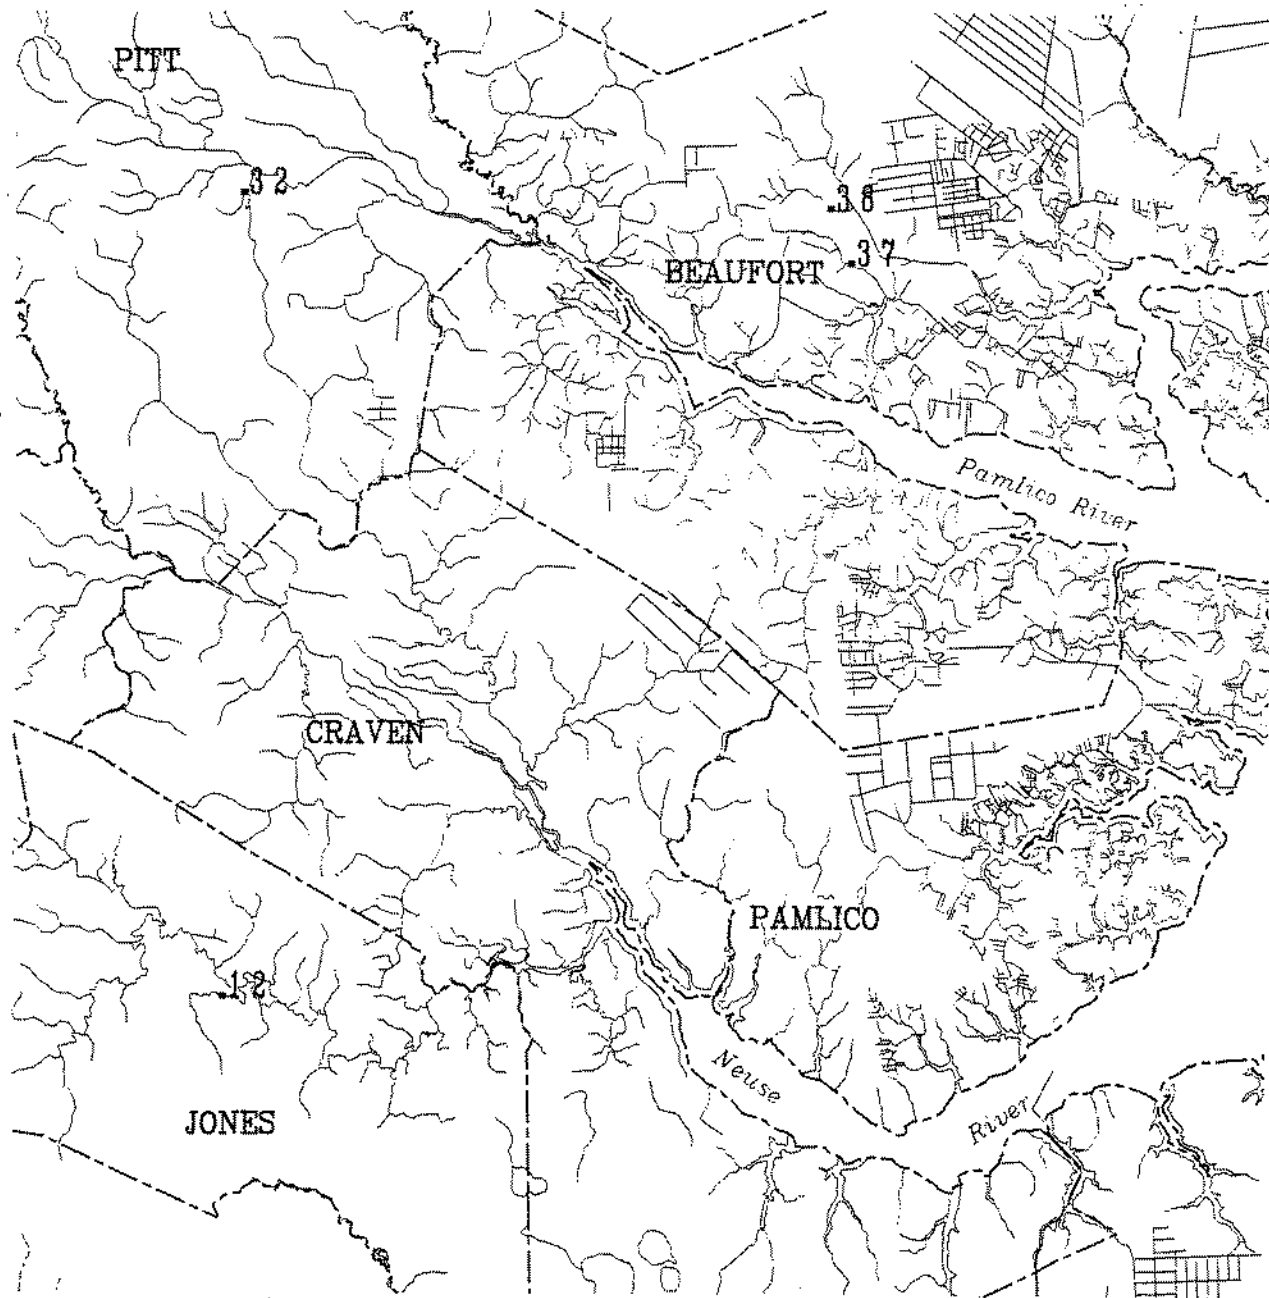 PITT
.32
.38
.37
BEAUFORT
Pamlico River
CRAVEN
PAMLICO
.12
Neuse
River
JONES